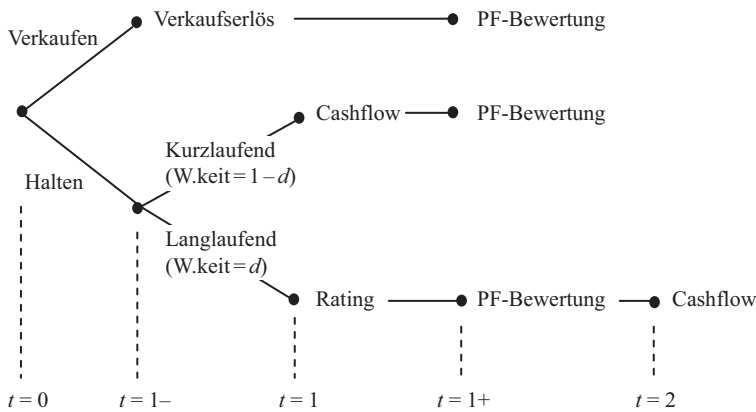 Verkaufen
Verkaufserlös PF-Bewertung
Cashflow PF-Bewertung
Kurzlaufend
(W.keit = 1 – d)
Halten
Langlaufend
(W.keit = d)
Rating PF-Bewertung Cashflow
t = 0 t = 1– t = 1 t = 1+ t = 2